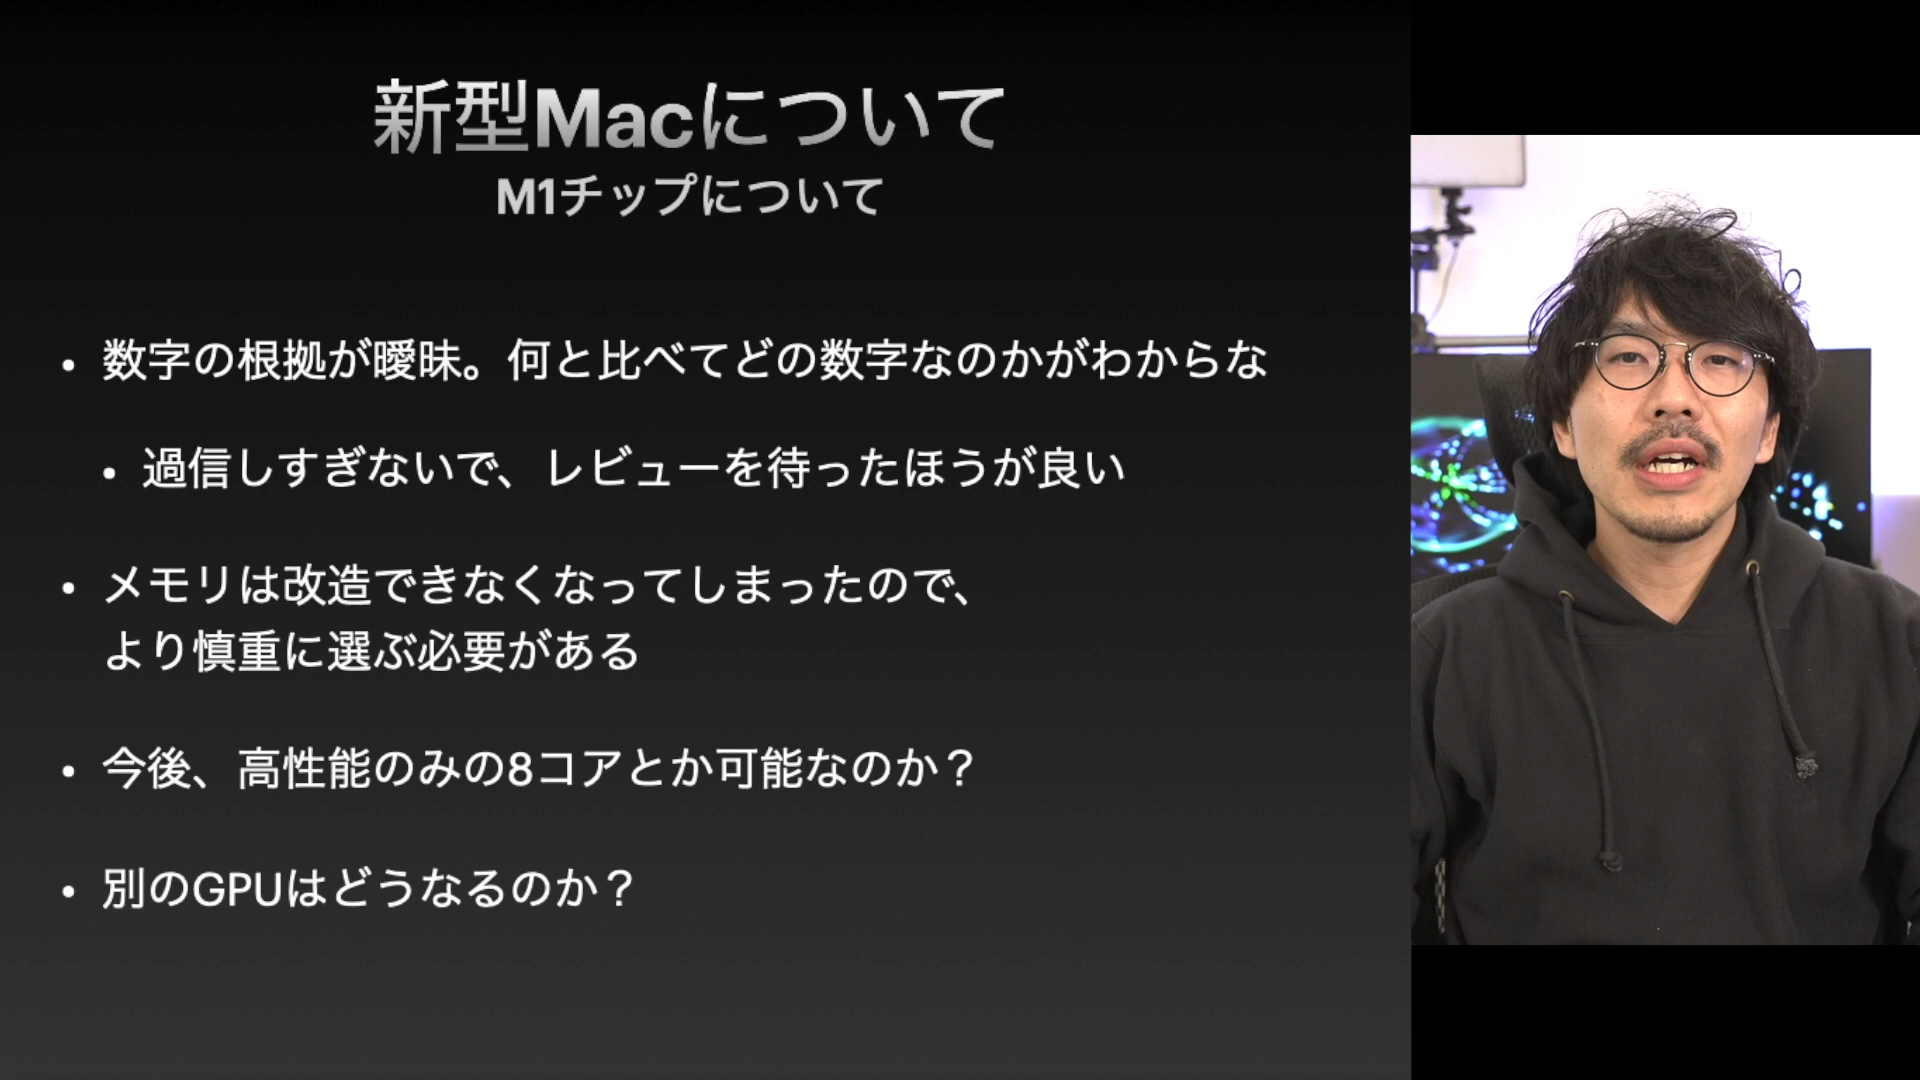 新型Macについて
M1チップについて
• 数字の根拠が曖昧。何と比べてどの数字なのかがわからな
• 過信しすぎないで、レビューを待ったほうが良い
• メモリは改造できなくなってしまったので、
より慎重に選ぶ必要がある
• 今後、高性能のみの8コアとか可能なのか？
• 別のGPUはどうなるのか？